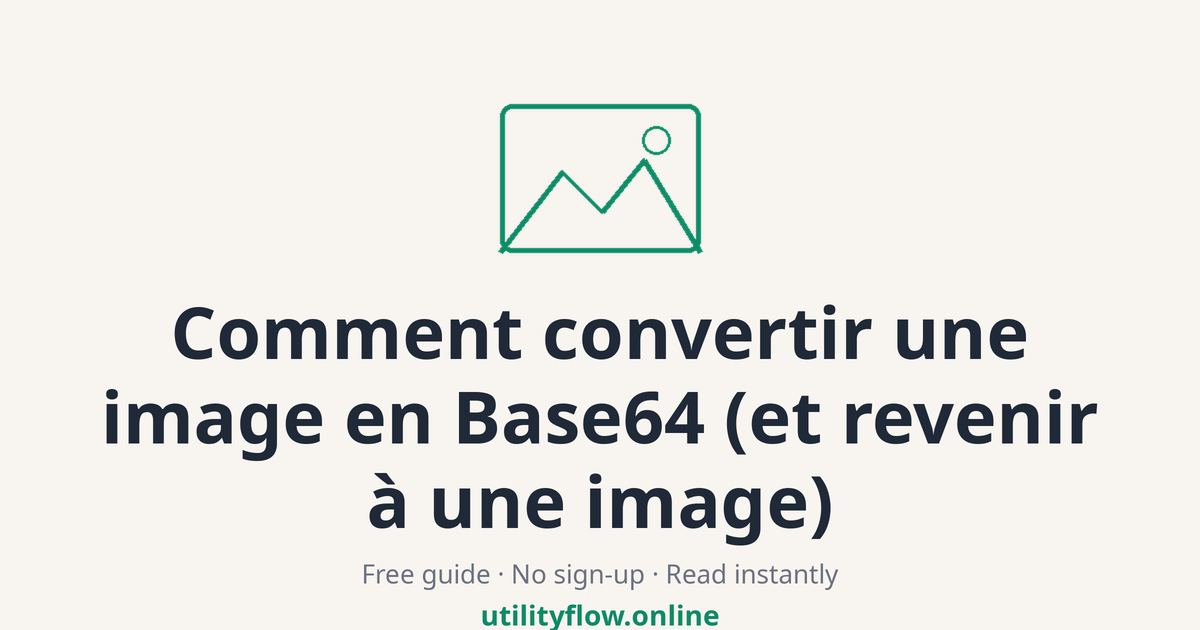 Comment convertir une
image en Base64 (et revenir
à une image)
Free guide · No sign-up · Read instantly
utilityflow.online